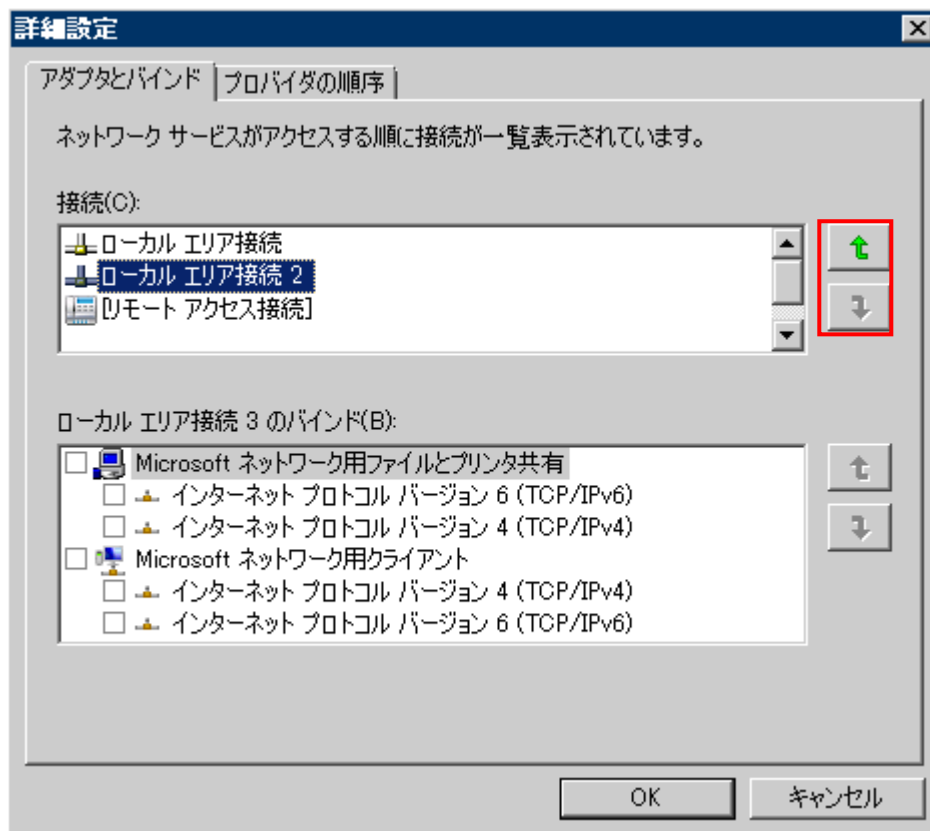 詳細設定
アダプタとバインド
プロバイダの順序
ネットワーク サービスがアクセスする順に接続が一覧表示されています。
接続(C):
ローカル エリア接続
ローカル エリア接続 2
[リモート アクセス接続]
ローカル エリア接続 3 のバインド(B):
Microsoft ネットワーク用ファイルとプリンタ共有
インターネット プロトコル バージョン 6 (TCP/IPv6)
インターネット プロトコル バージョン 4 (TCP/IPv4)
Microsoft ネットワーク用クライアント
インターネット プロトコル バージョン 4 (TCP/IPv4)
インターネット プロトコル バージョン 6 (TCP/IPv6)
OK
キャンセル